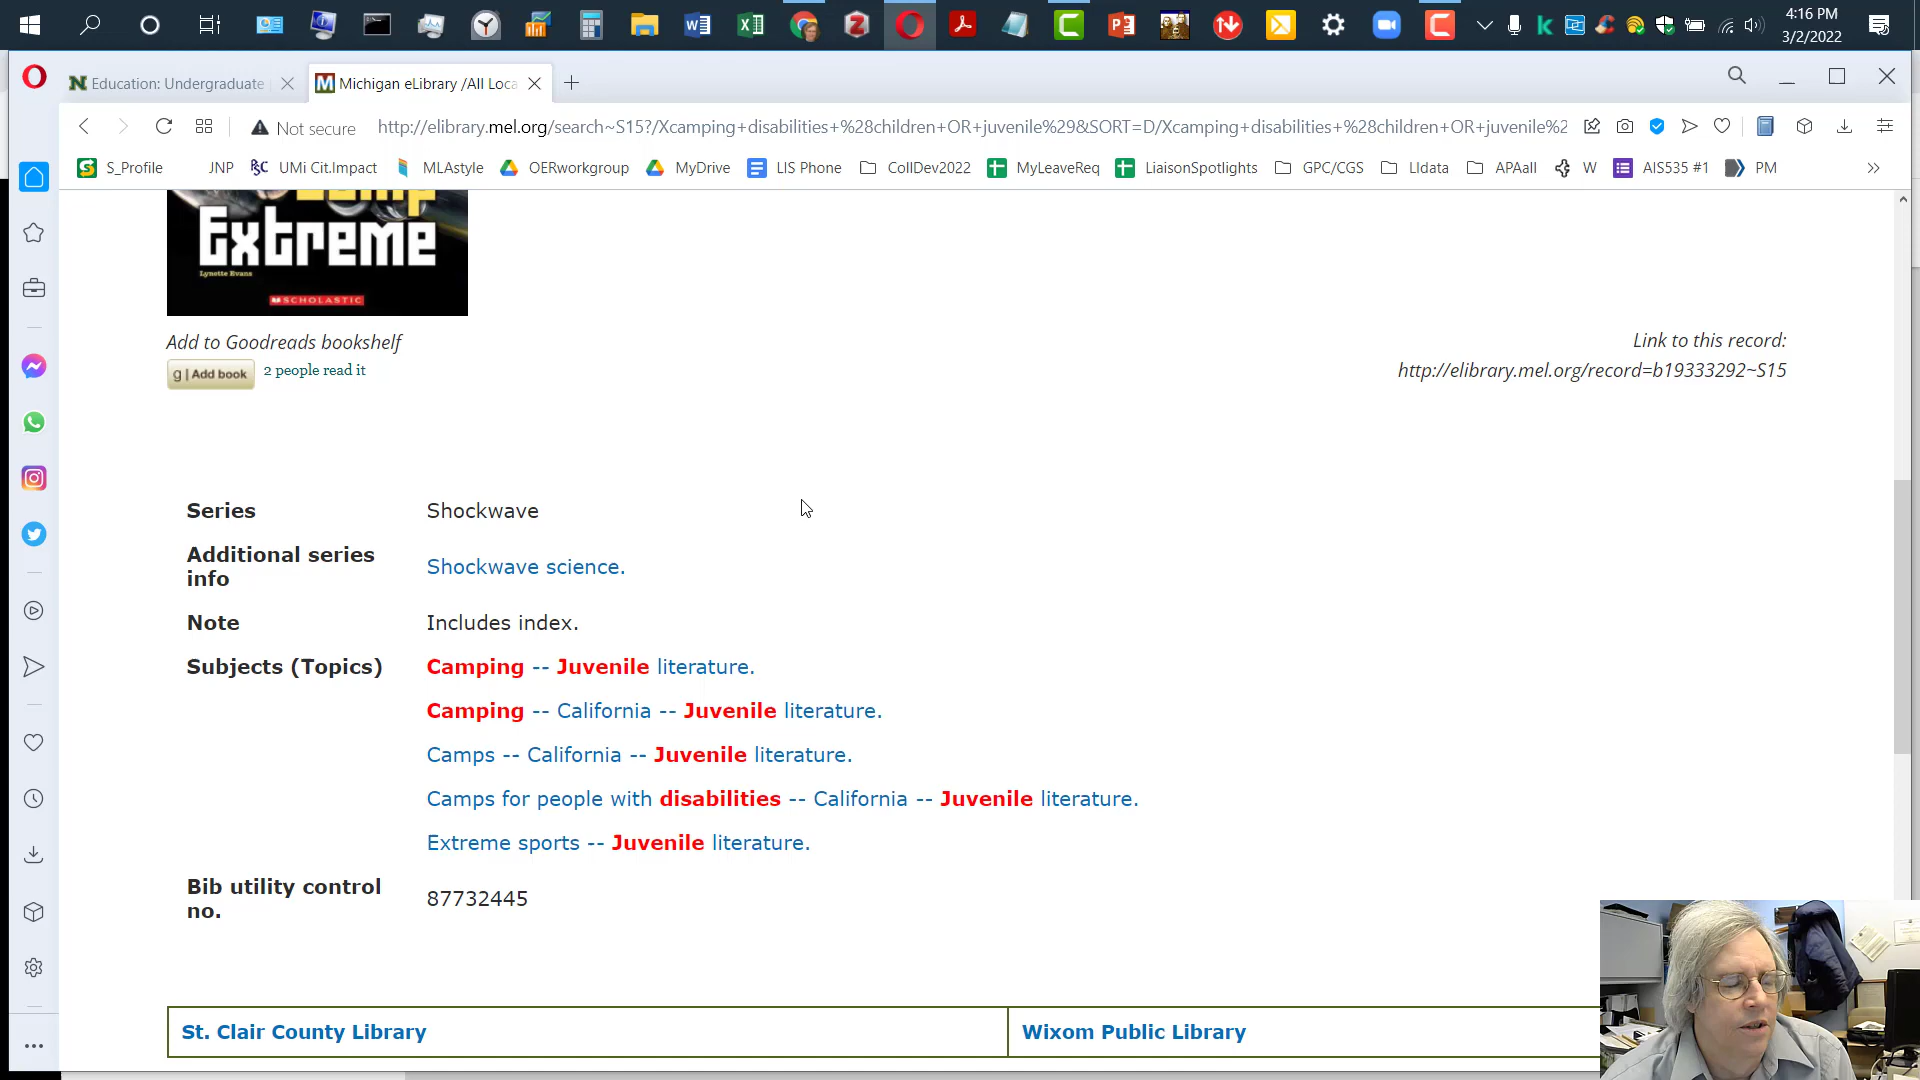 4:16 PM
3/2/2022
Education: Undergraduate
Michigan eLibrary /All Loca
Not secure
http://elibrary.mel.org/search~S15?/Xcamping+disabilities+%28children+OR+juvenile%29&SORT=D/Xcamping+disabilities+%28children+OR+juvenile%2
S_Profile
JNP
UMi Cit.Impact
MLAstyle
OERworkgroup
MyDrive
LIS Phone
CollDev2022
MyLeaveReq
LiaisonSpotlights
GPC/CGS
LIdata
APAall
W
AIS535 #1
PM
Camp
Extreme
Lynette Evans
SCHOLASTIC
Add to Goodreads bookshelf
g | Add book
2 people read it
Link to this record:
http://elibrary.mel.org/record=b19333292~S15
Series
Shockwave
Additional series info
Shockwave science.
Note
Includes index.
Subjects (Topics)
Camping -- Juvenile literature.
Camping -- California -- Juvenile literature.
Camps -- California -- Juvenile literature.
Camps for people with disabilities -- California -- Juvenile literature.
Extreme sports -- Juvenile literature.
Bib utility control no.
87732445
St. Clair County Library
Wixom Public Library